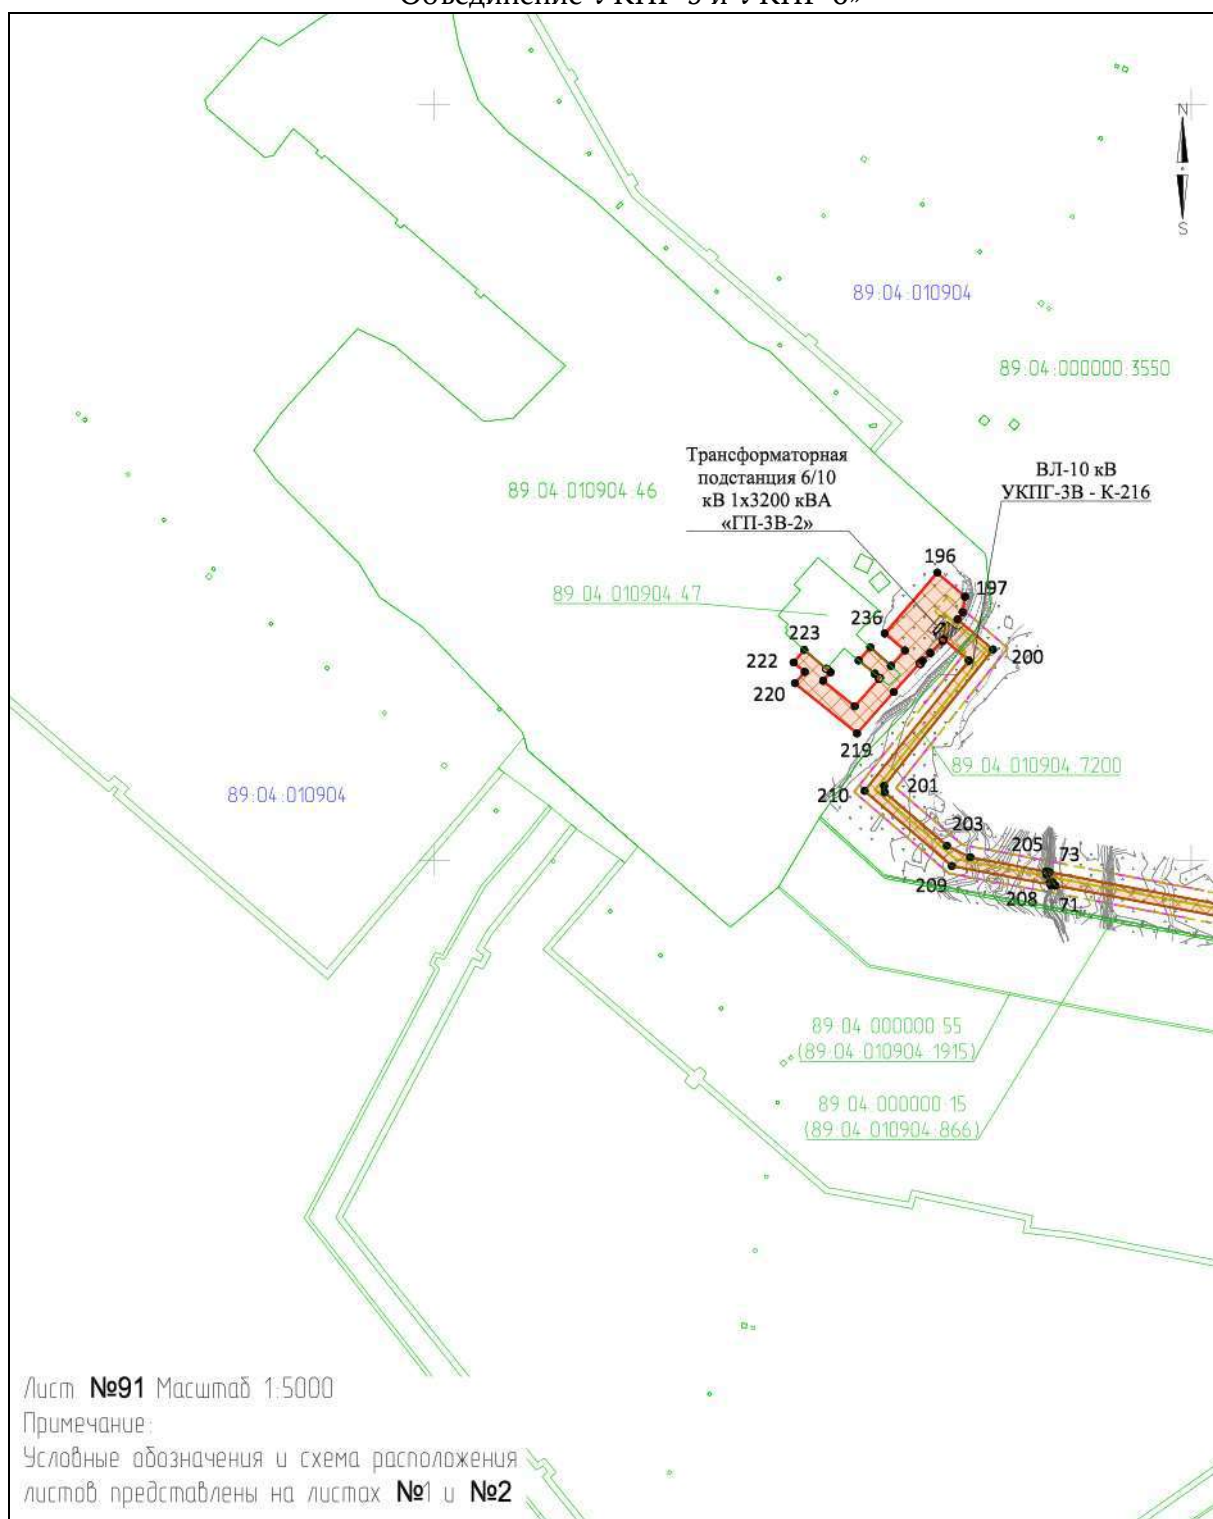 Объединение УКПГ-5 и УКПГ-8»
N
S
89:04:010904
89:04:000000:3550
Трансформаторная
подстанция 6/10
кВ 1х3200 кВА
«ГП-3В-2»
ВЛ-10 кВ
УКПГ-3В - К-216
89:04:010904:46
196
197
89:04:010904:47
236
223
222
200
220
219
89:04:010904:7200
201
210
89:04:010904
203
205
73
209
208
71
89:04:000000:55
(89:04:010904:1915)
89:04:000000:15
(89:04:010904:866)
Лист №91 Масштаб 1:5000
Примечание:
Условные обозначения и схема расположения
листов представлены на листах №1 и №2